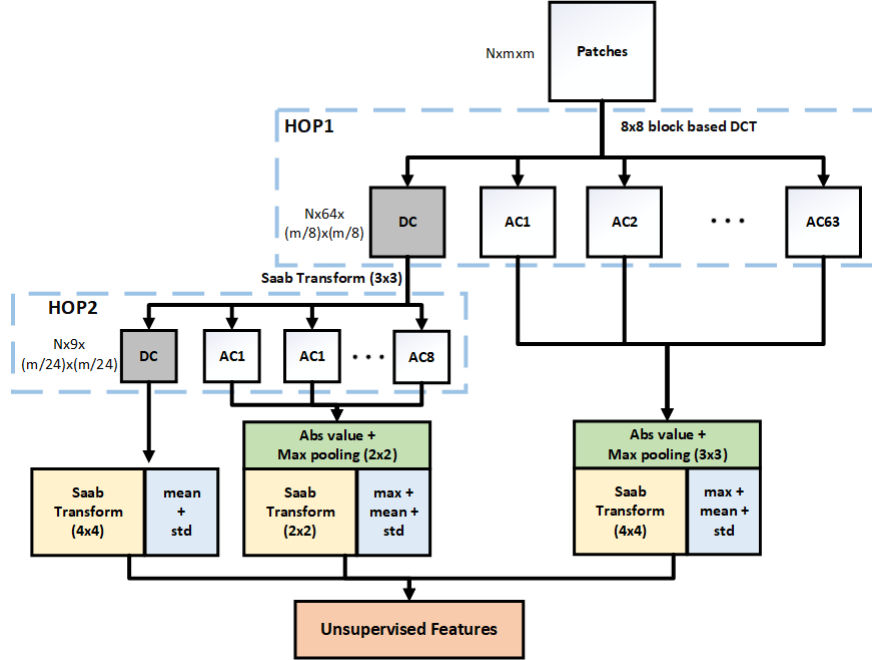 Nxmxm
Patches
HOP1
8x8 block based DCT
Nx64x
(m/8)x(m/8)
DC
AC1
AC2
• • •
AC63
Saab Transform (3x3)
HOP2
Nx9x
(m/24)x(m/24)
DC
AC1
AC1
• • •
AC8
Abs value +
Max pooling (2x2)
Abs value +
Max pooling (3x3)
Saab
Transform
(4x4)
mean
+
std
Saab
Transform
(2x2)
max +
mean +
std
Saab
Transform
(4x4)
max +
mean +
std
Unsupervised Features